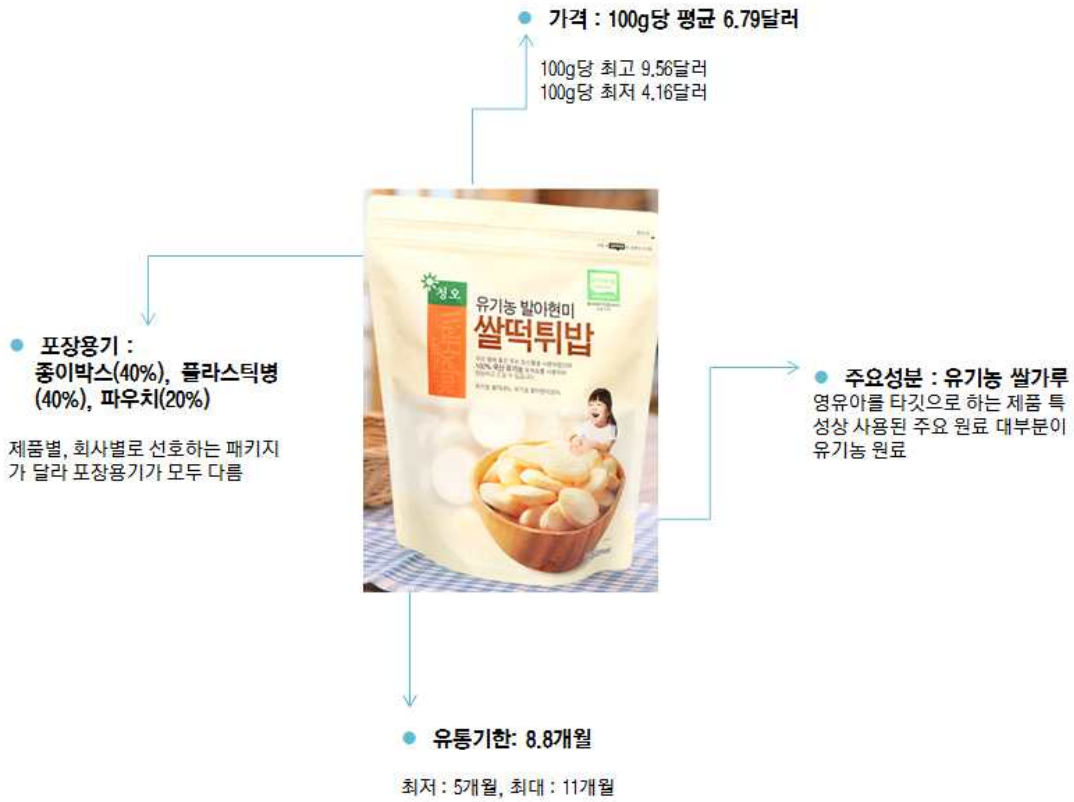 가격 : 100g당 평균 6.79달러
100g당 최고 9.56달러
100g당 최저 4.16달러
청오
유기농 발아현미
쌀떡튀밥
100% 국산 유기농
포장용기 :
종이박스(40%), 플라스틱병
(40%), 파우치(20%)
제품별, 회사별로 선호하는 패키지
가 달라 포장용기가 모두 다름
주요성분 : 유기농 쌀가루
영유아를 타깃으로 하는 제품 특
성상 사용된 주요 원료 대부분이
유기농 원료
유통기한: 8.8개월
최저 : 5개월, 최대 : 11개월